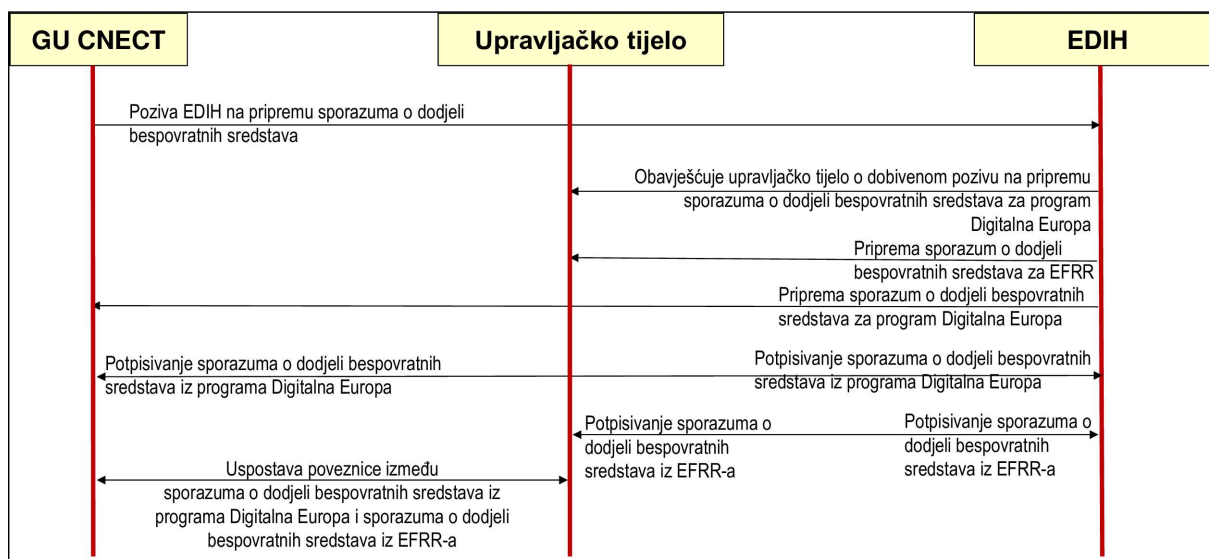 GU CNECT
Upravljačko tijelo
EDIH
Poziva EDIH na pripremu sporazuma o dodjeli
bespovratnih sredstava
Obavješćuje upravljačko tijelo o dobivenom pozivu na pripremu
sporazuma o dodjeli bespovratnih sredstava za program
Digitalna Europa
Priprema sporazum o dodjeli
bespovratnih sredstava za EFRR
Priprema sporazum o dodjeli bespovratnih
sredstava za program Digitalna Europa
Potpisivanje sporazuma o dodjeli bespovratnih
sredstava iz programa Digitalna Europa
Potpisivanje sporazuma o dodjeli bespovratnih
sredstava iz programa Digitalna Europa
Potpisivanje sporazuma o
dodjeli bespovratnih
sredstava iz EFRR-a
Potpisivanje sporazuma o
dodjeli bespovratnih
sredstava iz EFRR-a
Uspostava poveznice između
sporazuma o dodjeli bespovratnih sredstava iz
programa Digitalna Europa i sporazuma o dodjeli
bespovratnih sredstava iz EFRR-a